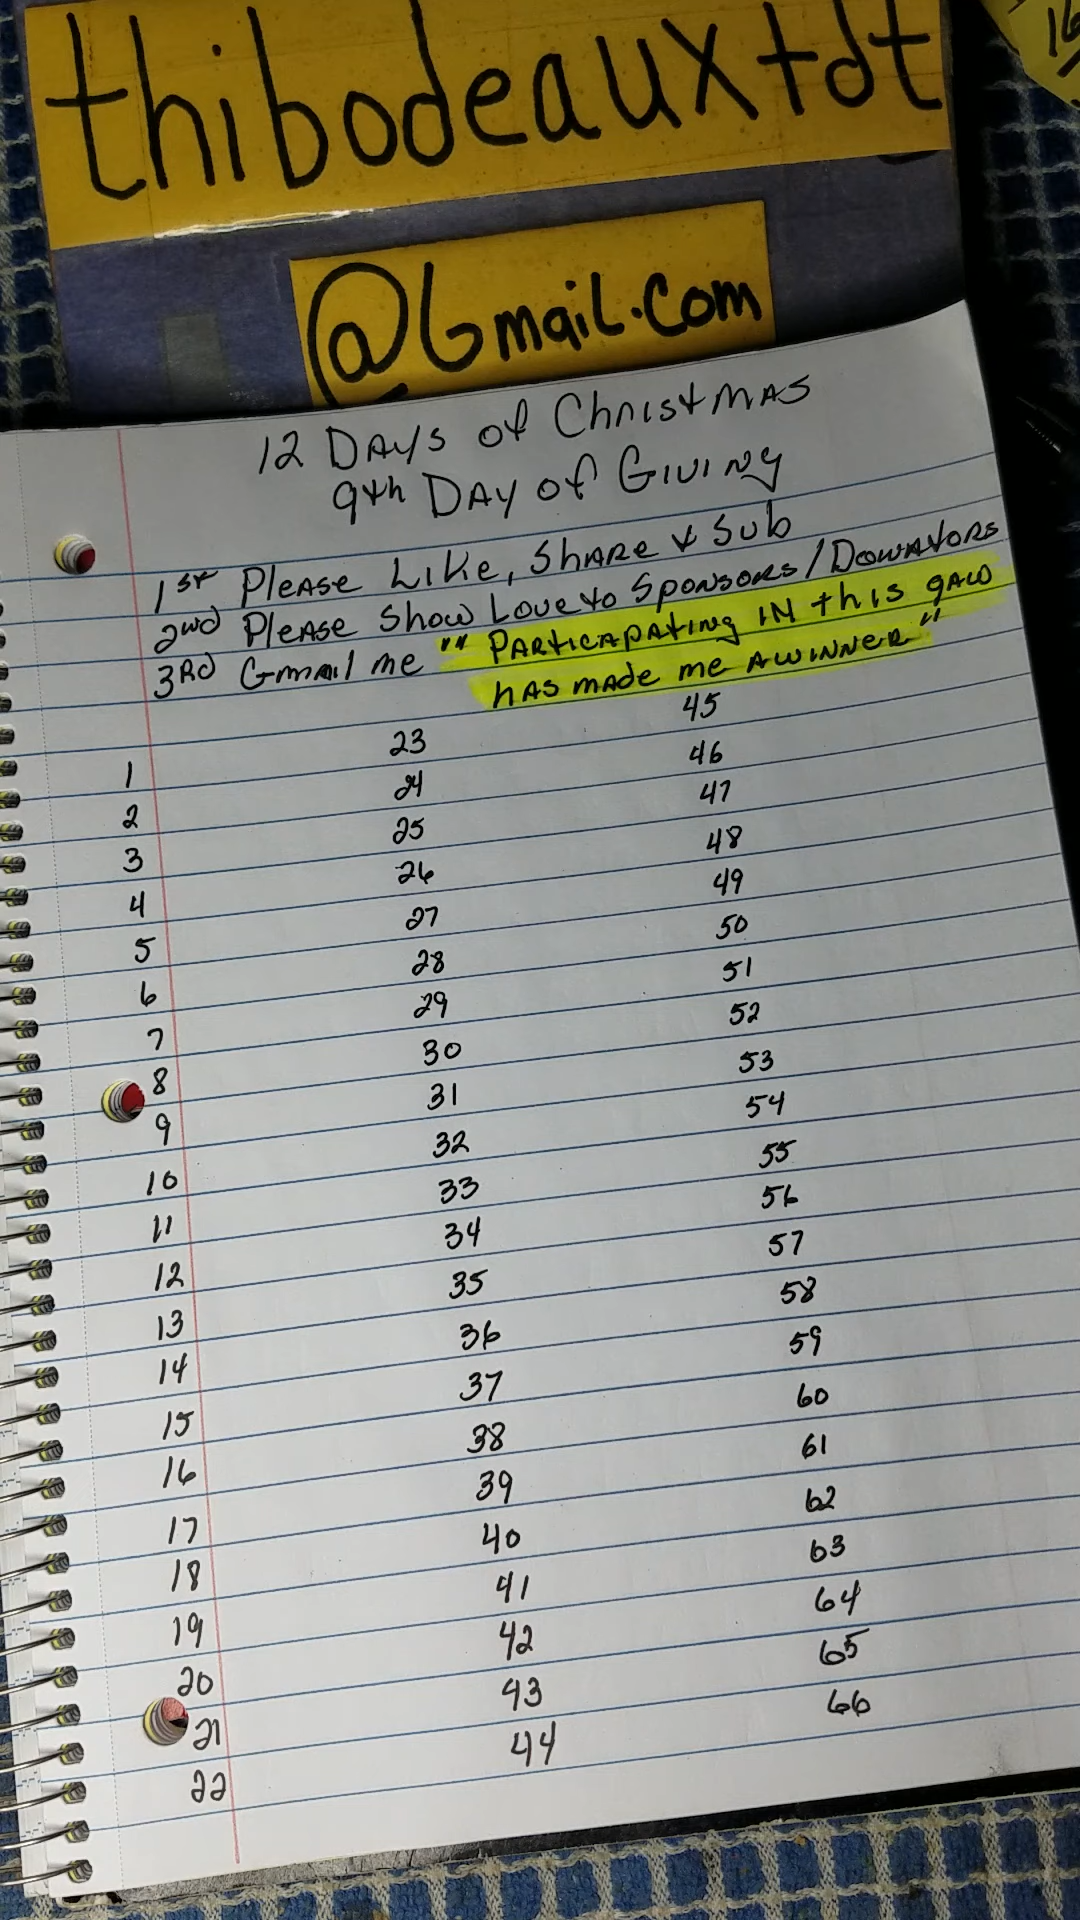 thibodeauxtdt
@Gmail.com
16
12 DAYS of ChristMAS
9th DAY of GIVING
1st PLEASE Like, SHARE & Sub
2nd PLEASE Show Love to SPONSORS/DONATORS
3RD Gmail me "" PARTICAPATING IN this gAW
hAS MADE ME A WINNER"
1 23 45
2 24 46
3 25 47
4 26 48
5 27 49
6 28 50
7 29 51
8 30 52
9 31 53
10 32 54
11 33 55
12 34 56
13 35 57
14 36 58
15 37 59
16 38 60
17 39 61
18 40 62
19 41 63
20 42 64
21 43 65
22 44 66